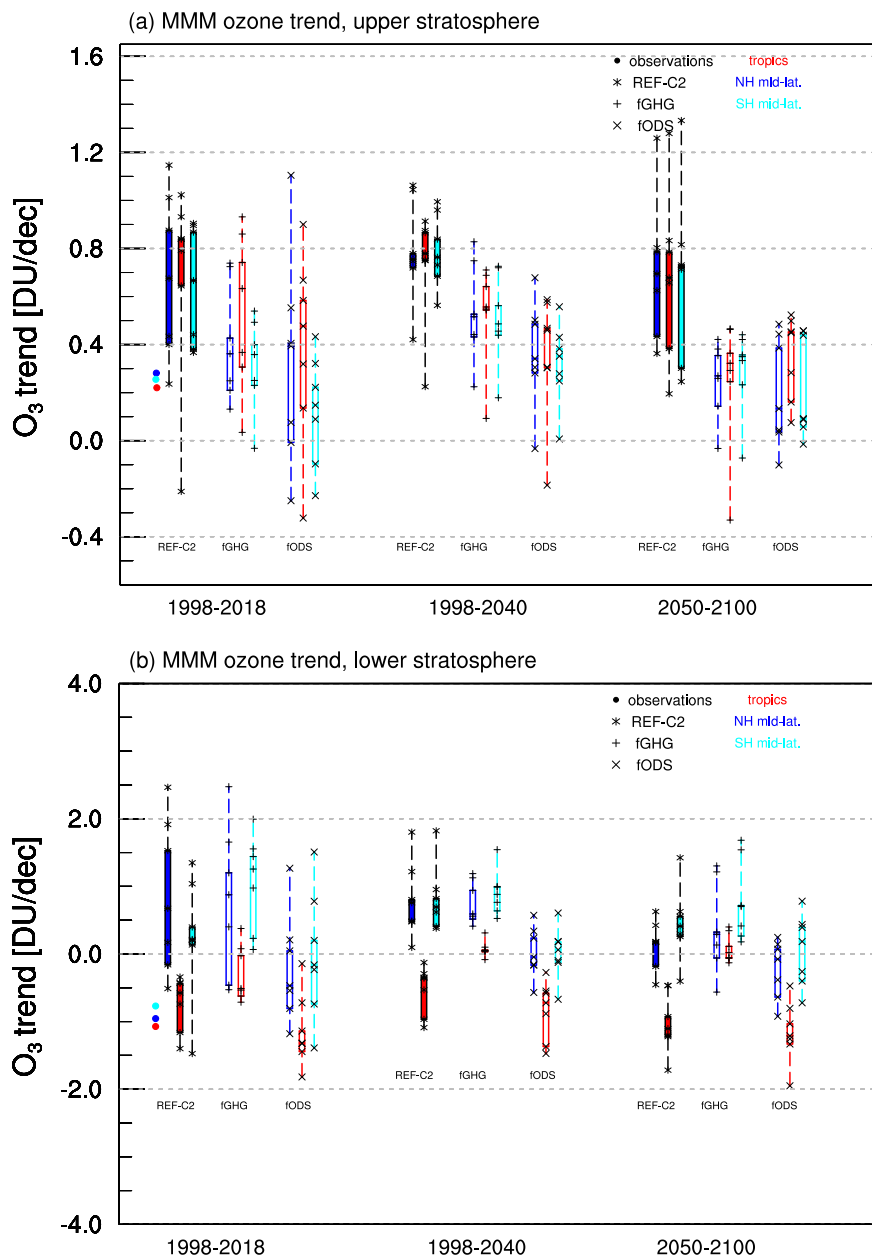 (a) MMM ozone trend, upper stratosphere
1.6
observations tropics
REF-C2 NH mid-lat.
fGHG SH mid-lat.
fODS
1.2
0.8
0.4
0.0
-0.4
O3 trend [DU/dec]
REF-C2 fGHG fODS REF-C2 fGHG fODS REF-C2 fGHG fODS
1998-2018 1998-2040 2050-2100
(b) MMM ozone trend, lower stratosphere
4.0
observations tropics
REF-C2 NH mid-lat.
fGHG SH mid-lat.
fODS
2.0
0.0
-2.0
-4.0
O3 trend [DU/dec]
REF-C2 fGHG fODS REF-C2 fGHG fODS REF-C2 fGHG fODS
1998-2018 1998-2040 2050-2100